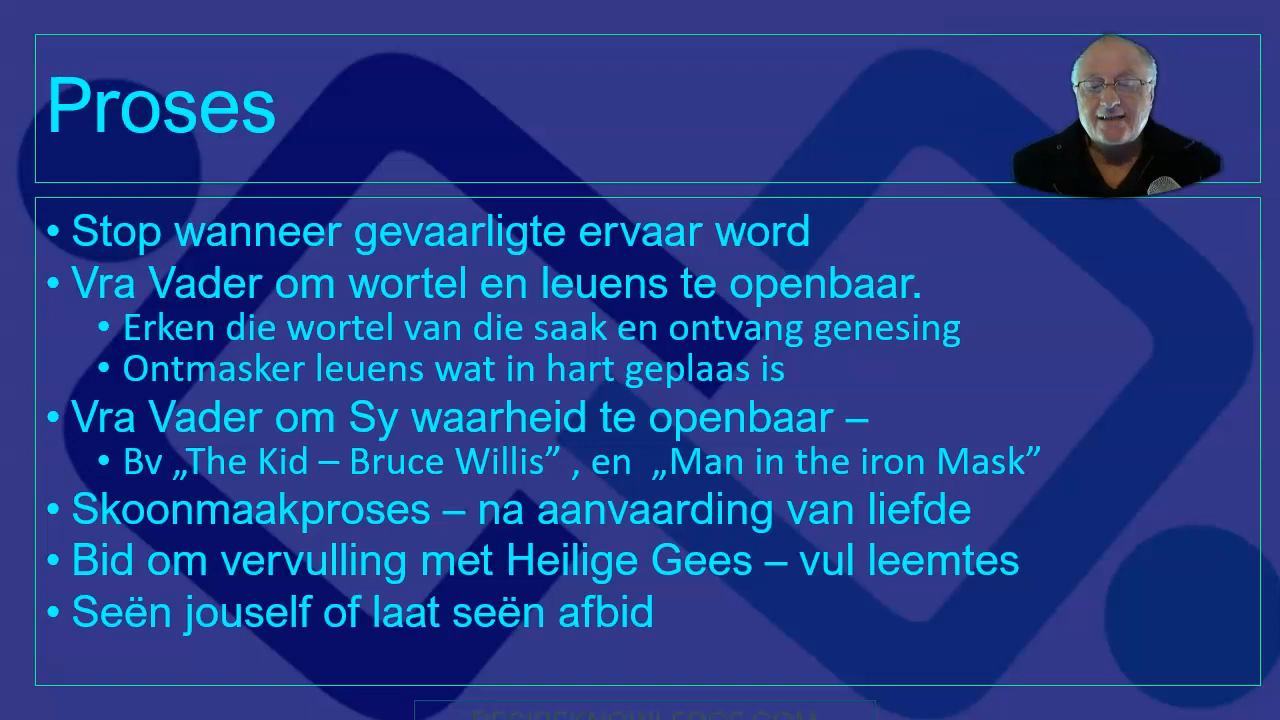 Proses
• Stop wanneer gevaarligte ervaar word
• Vra Vader om wortel en leuens te openbaar.
• Erken die wortel van die saak en ontvang genesing
• Ontmasker leuens wat in hart geplaas is
• Vra Vader om Sy waarheid te openbaar –
• Bv „The Kid – Bruce Willis” , en „Man in the iron Mask”
• Skoonmaakproses – na aanvaarding van liefde
• Bid om vervulling met Heilige Gees – vul leemtes
• Seën jouself of laat seën afbid